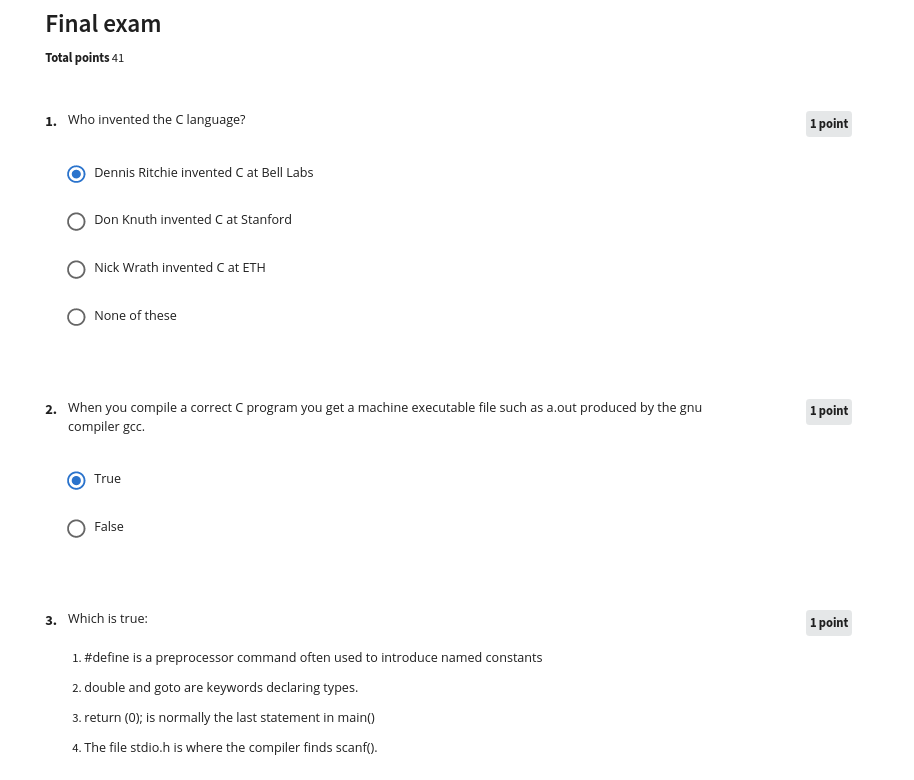 Final exam
Total points 41
1. Who invented the C language?
1 point
Dennis Ritchie invented C at Bell Labs
Don Knuth invented C at Stanford
Nick Wrath invented C at ETH
None of these
2. When you compile a correct C program you get a machine executable file such as a.out produced by the gnu
compiler gcc.
1 point
True
False
3. Which is true:
1 point
1. #define is a preprocessor command often used to introduce named constants
2. double and goto are keywords declaring types.
3. return (0); is normally the last statement in main()
4. The file stdio.h is where the compiler finds scanf().